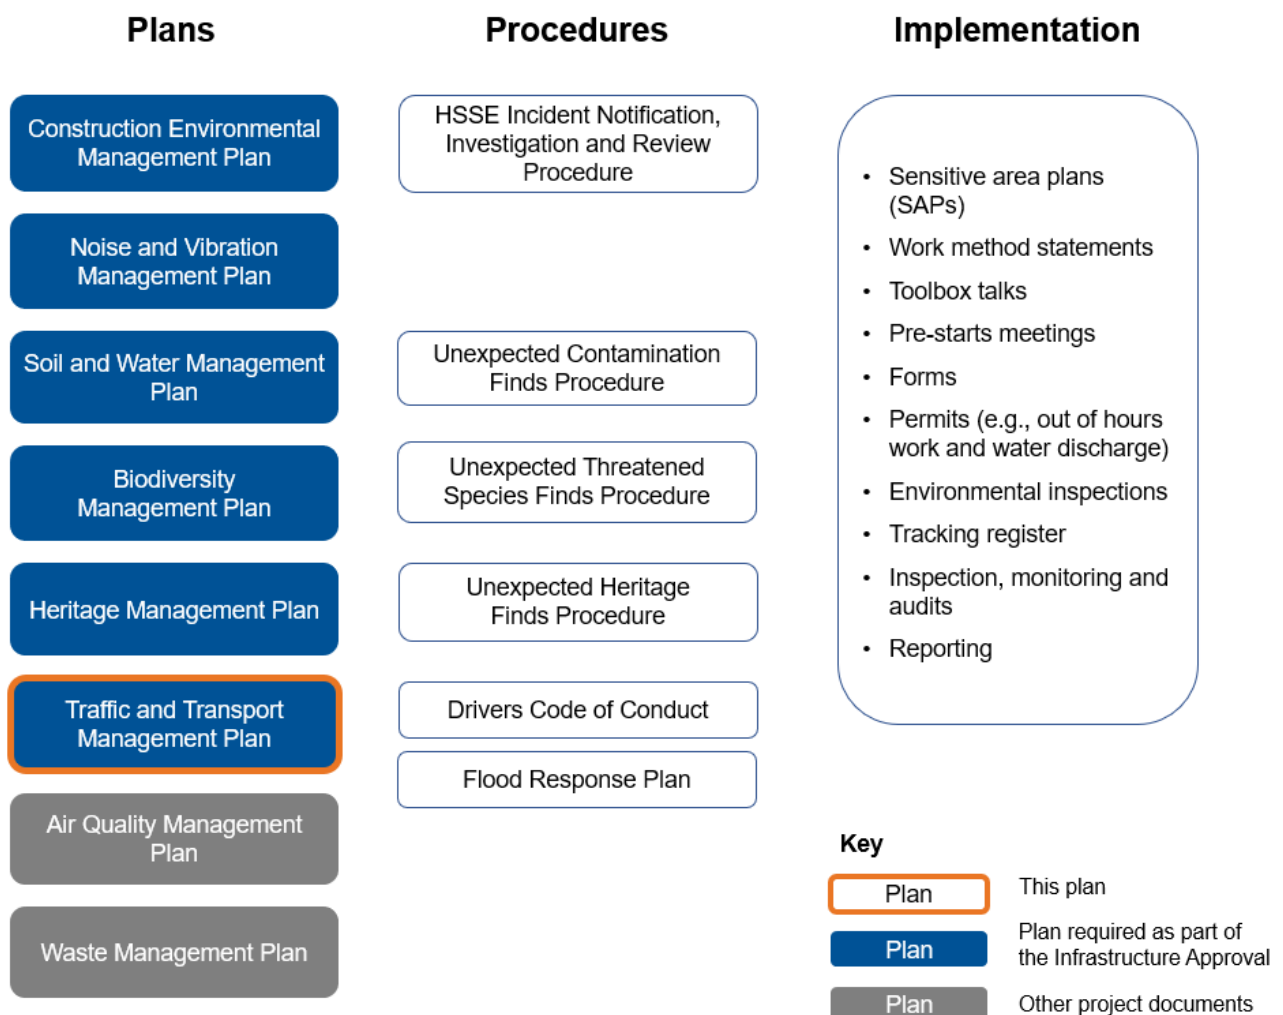 Plans
Procedures
Implementation
Construction Environmental
Management Plan
Noise and Vibration
Management Plan
Soil and Water Management
Plan
Biodiversity
Management Plan
Heritage Management Plan
Traffic and Transport
Management Plan
Air Quality Management
Plan
Waste Management Plan
HSSE Incident Notification,
Investigation and Review
Procedure
Unexpected Contamination
Finds Procedure
Unexpected Threatened
Species Finds Procedure
Unexpected Heritage
Finds Procedure
Drivers Code of Conduct
Flood Response Plan
• Sensitive area plans
(SAPs)
• Work method statements
• Toolbox talks
• Pre-starts meetings
• Forms
• Permits (e.g., out of hours
work and water discharge)
• Environmental inspections
• Tracking register
• Inspection, monitoring and
audits
• Reporting
Key
Plan
This plan
Plan
Plan required as part of
the Infrastructure Approval
Plan
Other project documents